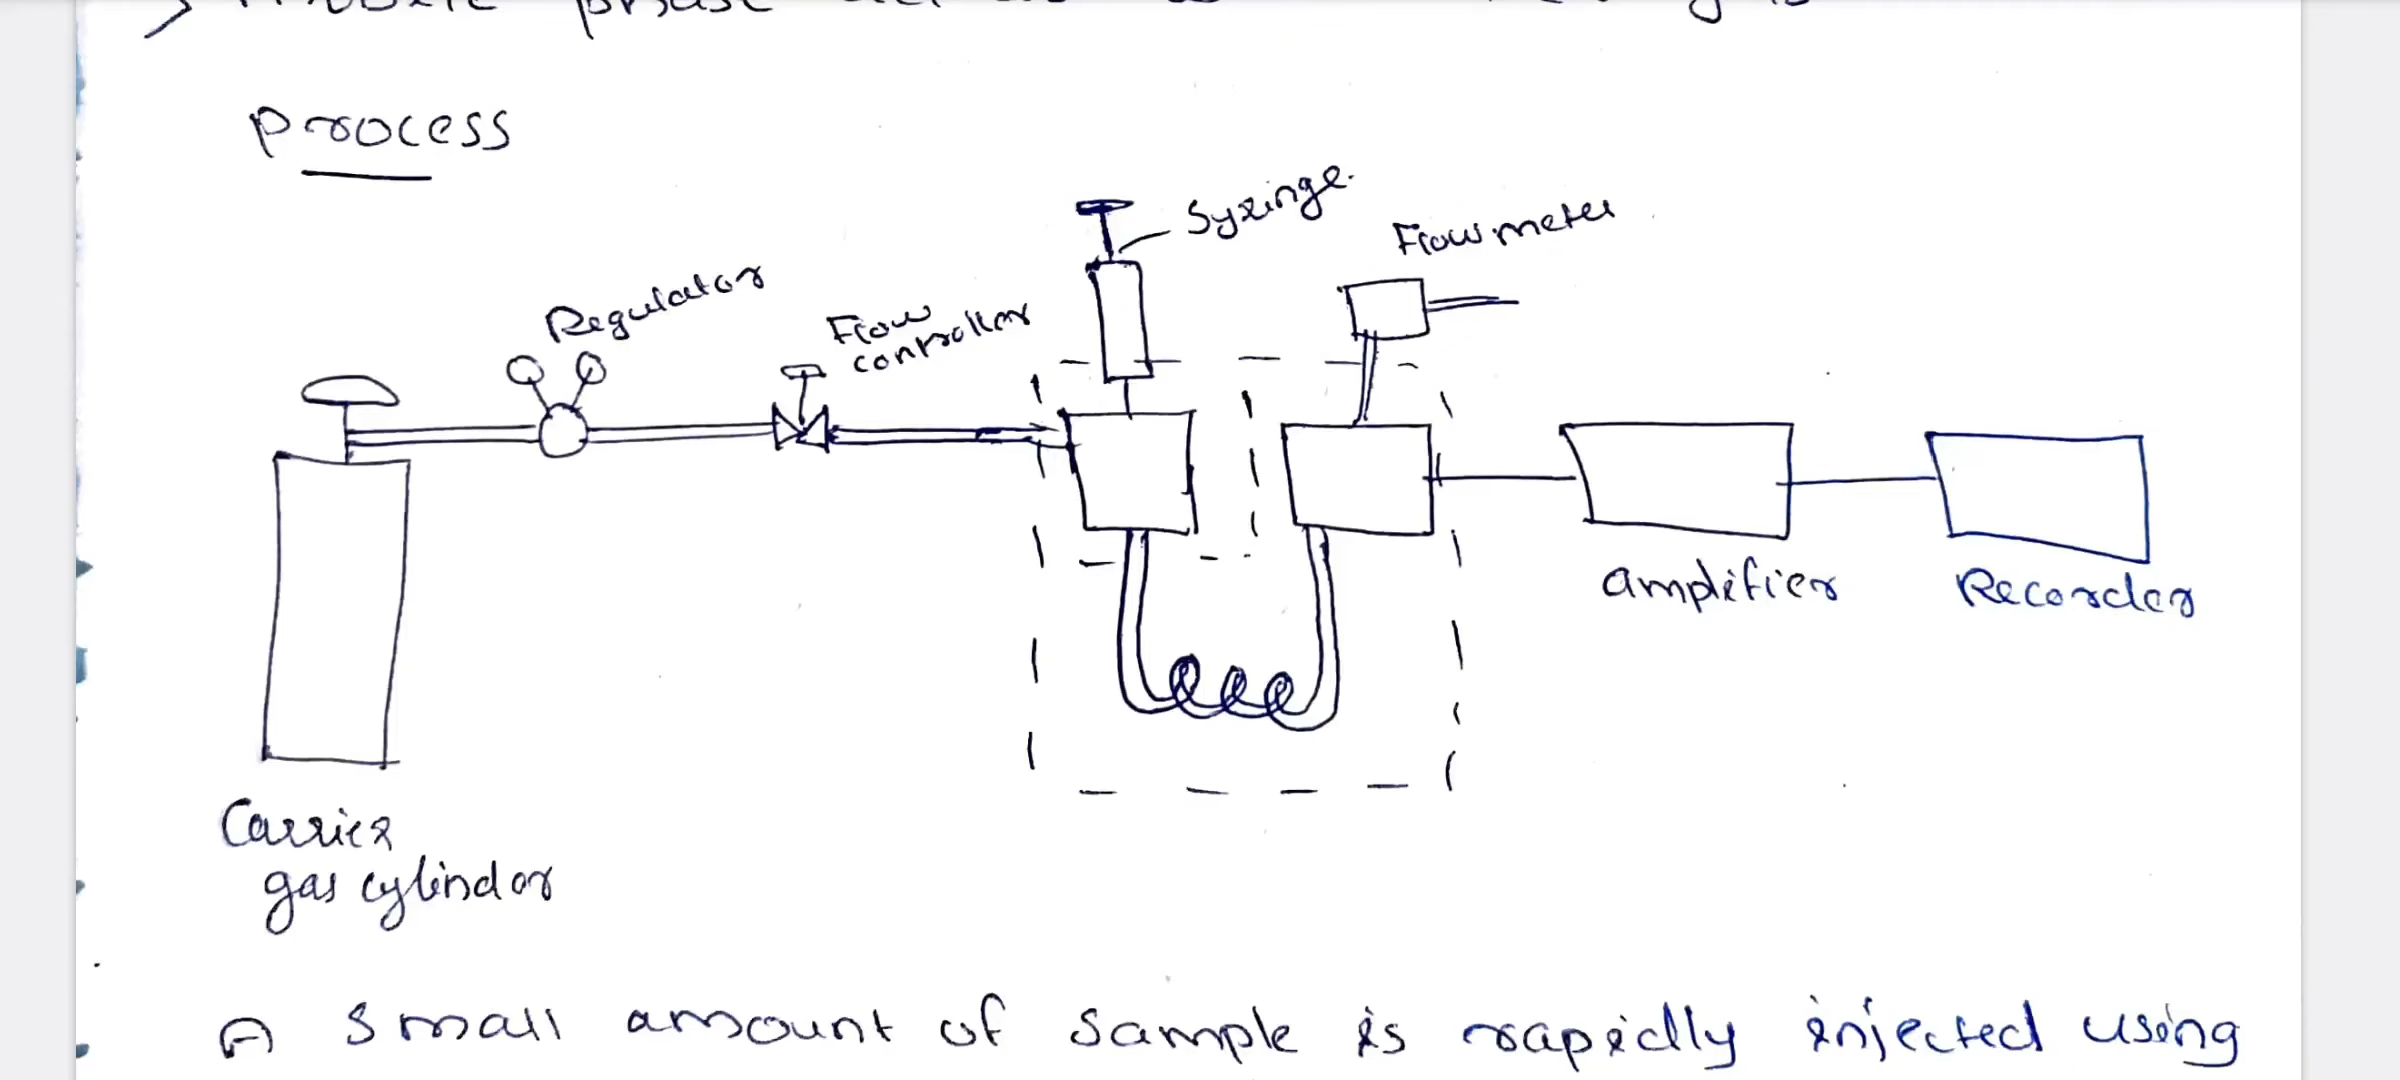 process
Syringe.
Flow meter
Regulator
Flow
controller
amplifier
Recorder
Carrier
gas cylindor
A small amount of sample is rapidly injected using